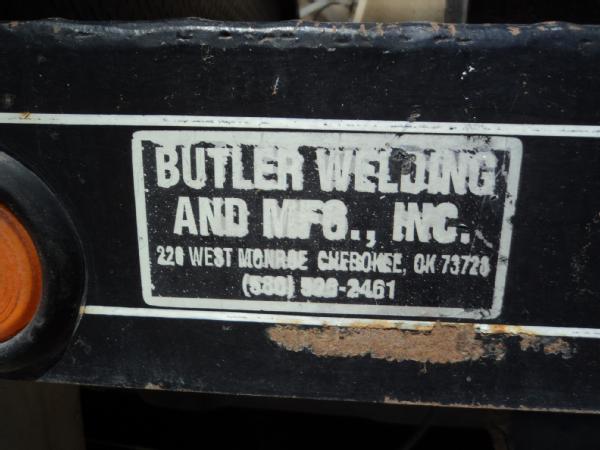 BUTLER WELDING
AND MFG., INC.
220 WEST MONROE CHEROKEE, OK 73728
(580) 596-2461